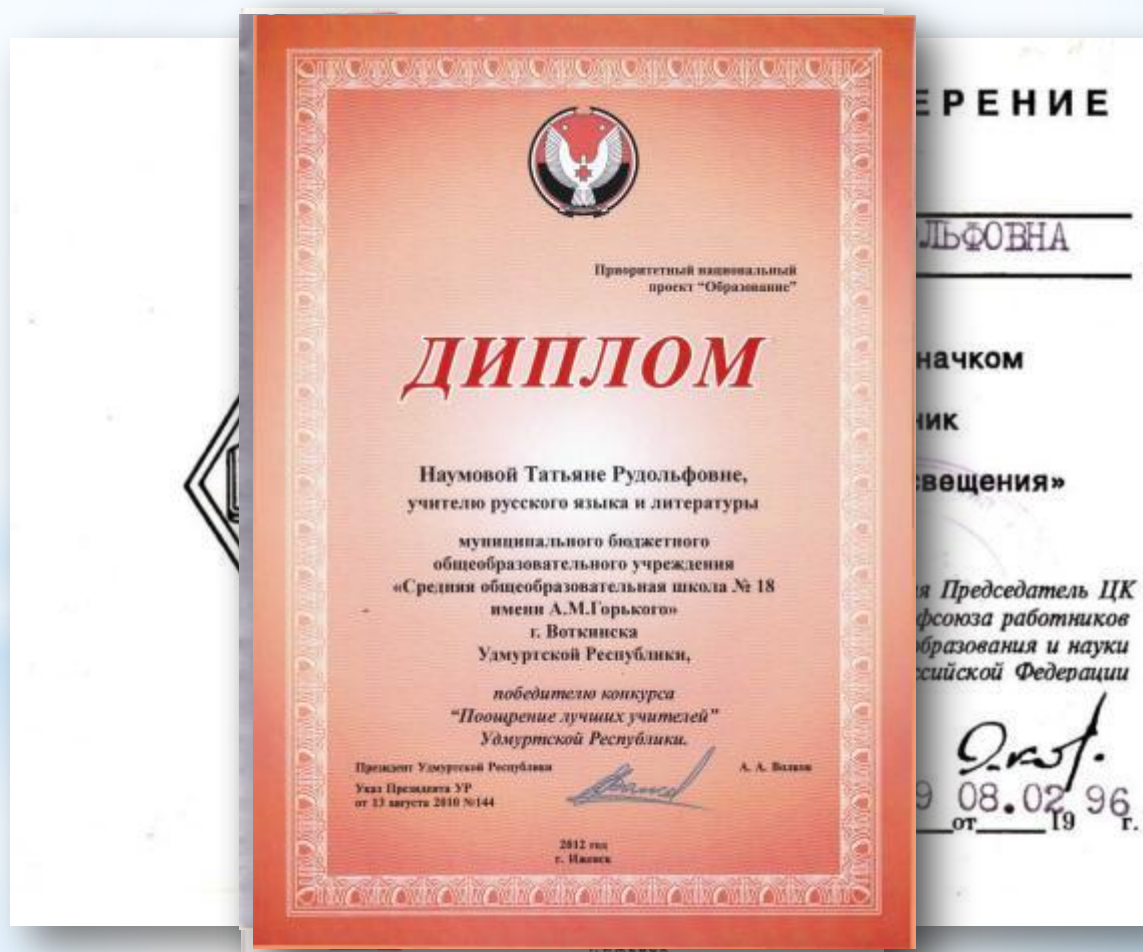 Приоритетный национальный
проект “Образование”
ДИПЛОМ
Наумовой Татьяне Рудольфовне,
учителю русского языка и литературы
муниципального бюджетного
общеобразовательного учреждения
«Средняя общеобразовательная школа № 18
имени А.М.Горького»
г. Воткинска
Удмуртской Республики,
победителю конкурса
“Поощрение лучших учителей”
Удмуртской Республики.
Президент Удмуртской Республики А. А. Волков
Указ Президента УР
от 13 августа 2010 №144
2012 год
г. Ижевск
ЕРЕНИЕ
ЛЬФОВНА
начком
ник
свещения»
я Председатель ЦК
фсоюза работников
образования и науки
ссийской Федерации
9 08.02 96
от 19 г.